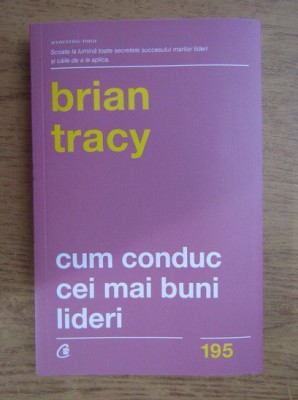 Scoate la lumină toate secretele succesului marilor lideri
și căile de a le aplica.
brian
tracy
cum conduc
cei mai buni
lideri
195